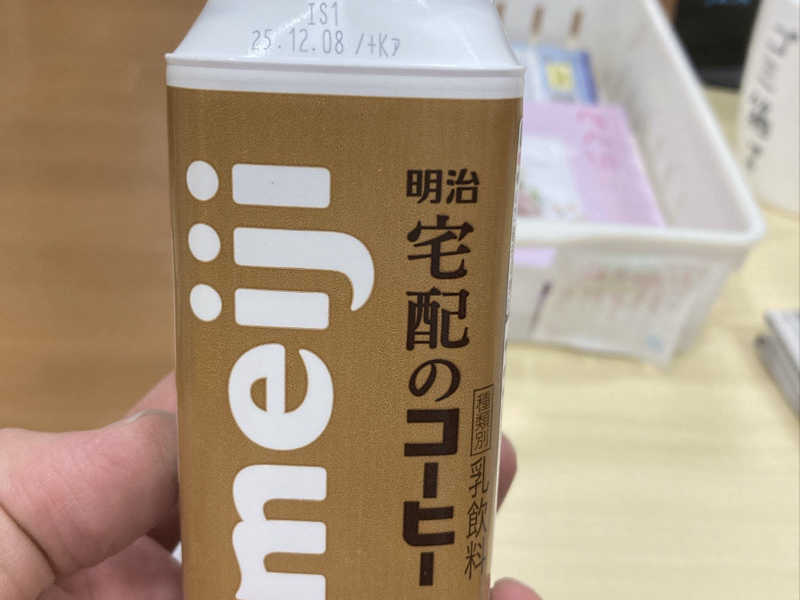 IS1
25.12.08 /+Kア
meiji
明治
宅配のコーヒー
種類別
乳飲料